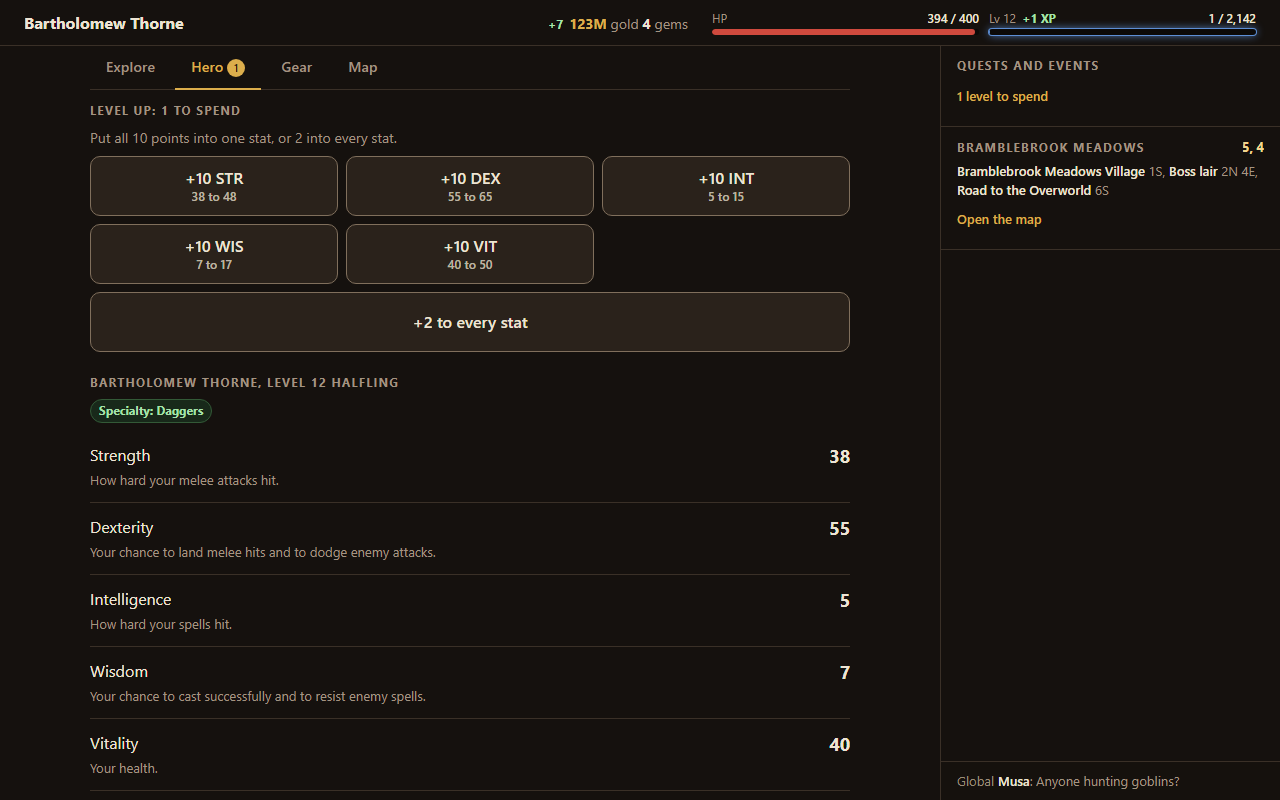 Bartholomew Thorne
+7 123M gold 4 gems
HP 394 / 400
Lv 12 +1 XP 1 / 2,142
Explore Hero 1 Gear Map
LEVEL UP: 1 TO SPEND
Put all 10 points into one stat, or 2 into every stat.
+10 STR
38 to 48
+10 DEX
55 to 65
+10 INT
5 to 15
+10 WIS
7 to 17
+10 VIT
40 to 50
+2 to every stat
BARTHOLOMEW THORNE, LEVEL 12 HALFLING
Specialty: Daggers
Strength 38
How hard your melee attacks hit.
Dexterity 55
Your chance to land melee hits and to dodge enemy attacks.
Intelligence 5
How hard your spells hit.
Wisdom 7
Your chance to cast successfully and to resist enemy spells.
Vitality 40
Your health.
QUESTS AND EVENTS
1 level to spend
BRAMBLEBROOK MEADOWS 5, 4
Bramblebrook Meadows Village 1S, Boss lair 2N 4E,
Road to the Overworld 6S
Open the map
Global Musa: Anyone hunting goblins?